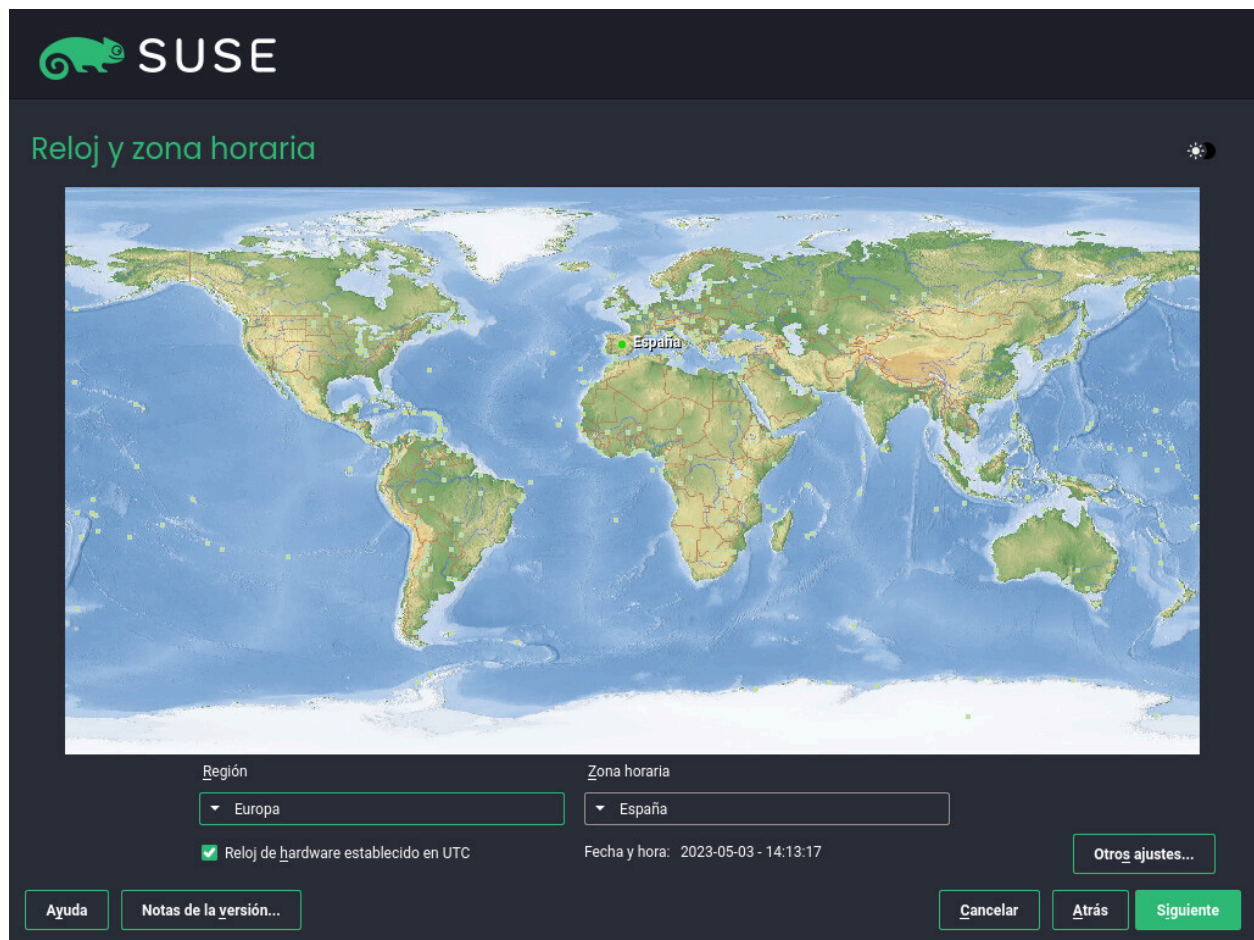 SUSE
Reloj y zona horaria
España
Región
Zona horaria
Europa
España
Reloj de hardware establecido en UTC
Fecha y hora: 2023-05-03 - 14:13:17
Otros ajustes...
Ayuda
Notas de la versión...
Cancelar
Atrás
Siguiente